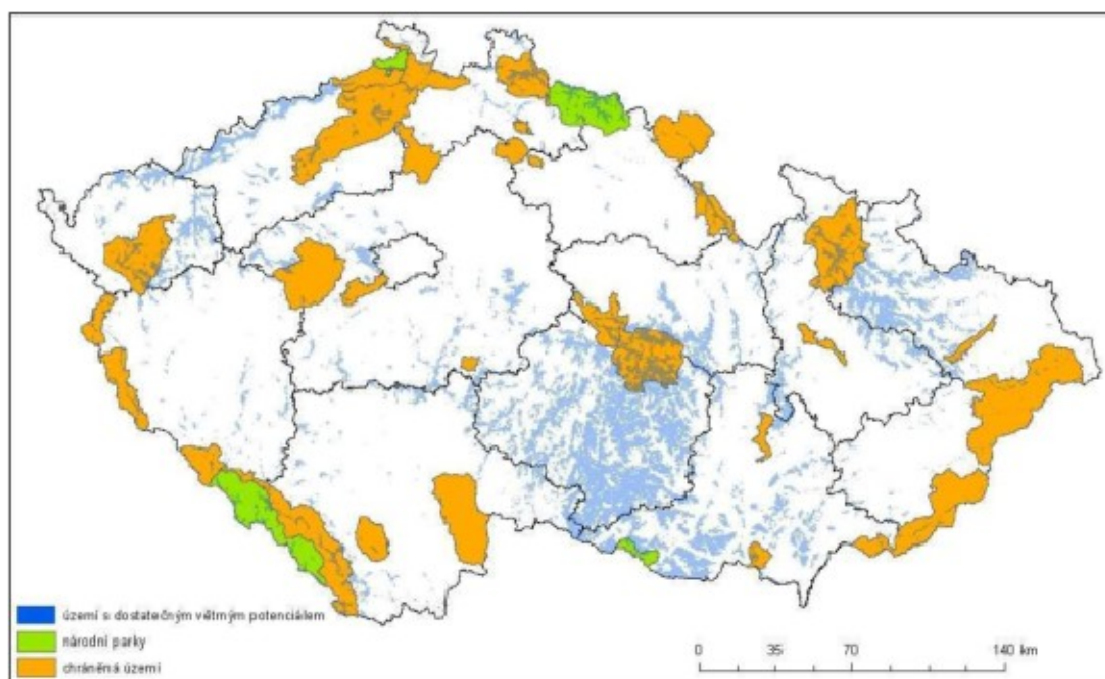 území s dostatečným větrným potenciálem
národní parky
chráněná území
0 35 70 140 km